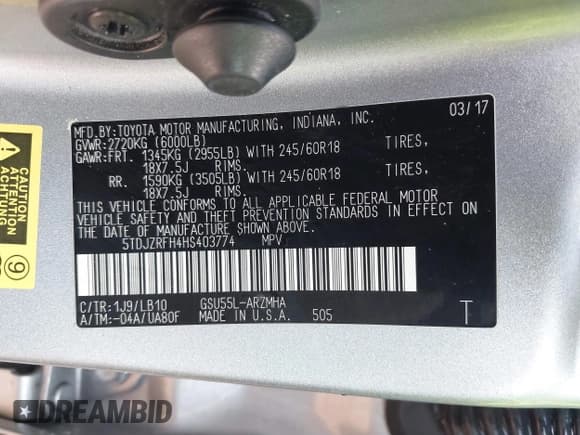 MFD.BY:TOYOTA MOTOR MANUFACTURING, INDIANA, INC. 03/17
GVWR:2720KG (6000LB)
GAWR:FRT. 1345KG (2955LB) WITH 245/60R18 TIRES,
18X7.5J RIMS
RR. 1590KG (3505LB) WITH 245/60R18 TIRES,
18X7.5J RIMS
THIS VEHICLE CONFORMS TO ALL APPLICABLE FEDERAL MOTOR
VEHICLE SAFETY AND THEFT PREVENTION STANDARDS IN EFFECT ON
THE DATE OF MANUFACTURE SHOWN ABOVE.
5TDJZRFH4HS403774 MPV
C/TR:1J9/LB10 GSU55L-ARZMHA
A/TM:-04A/UA80F MADE IN U.S.A. 505 T
ATTENTION
ACHTUNG
9
DREAMBID